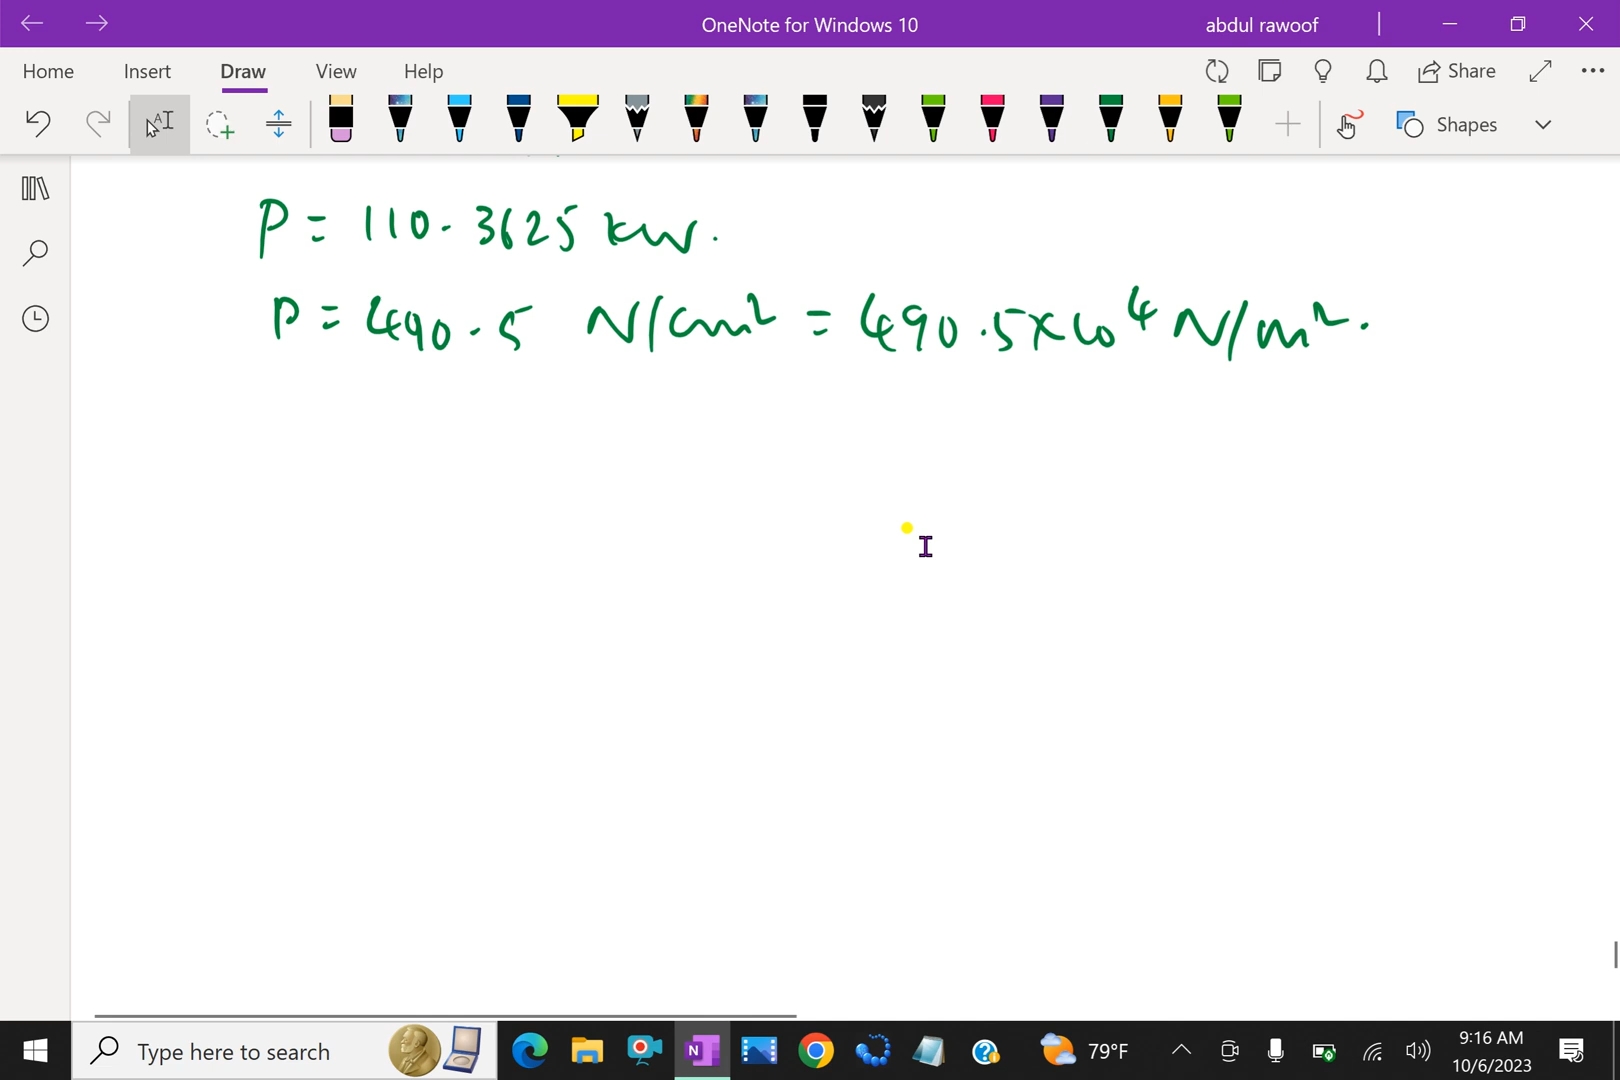 OneNote for Windows 10
abdul rawoof
Home Insert Draw View Help
Share
Shapes
P = 110.3625 kW.
P = 490.5 N/cm² = 490.5×10⁴ N/m².
Type here to search
79°F
9:16 AM
10/6/2023